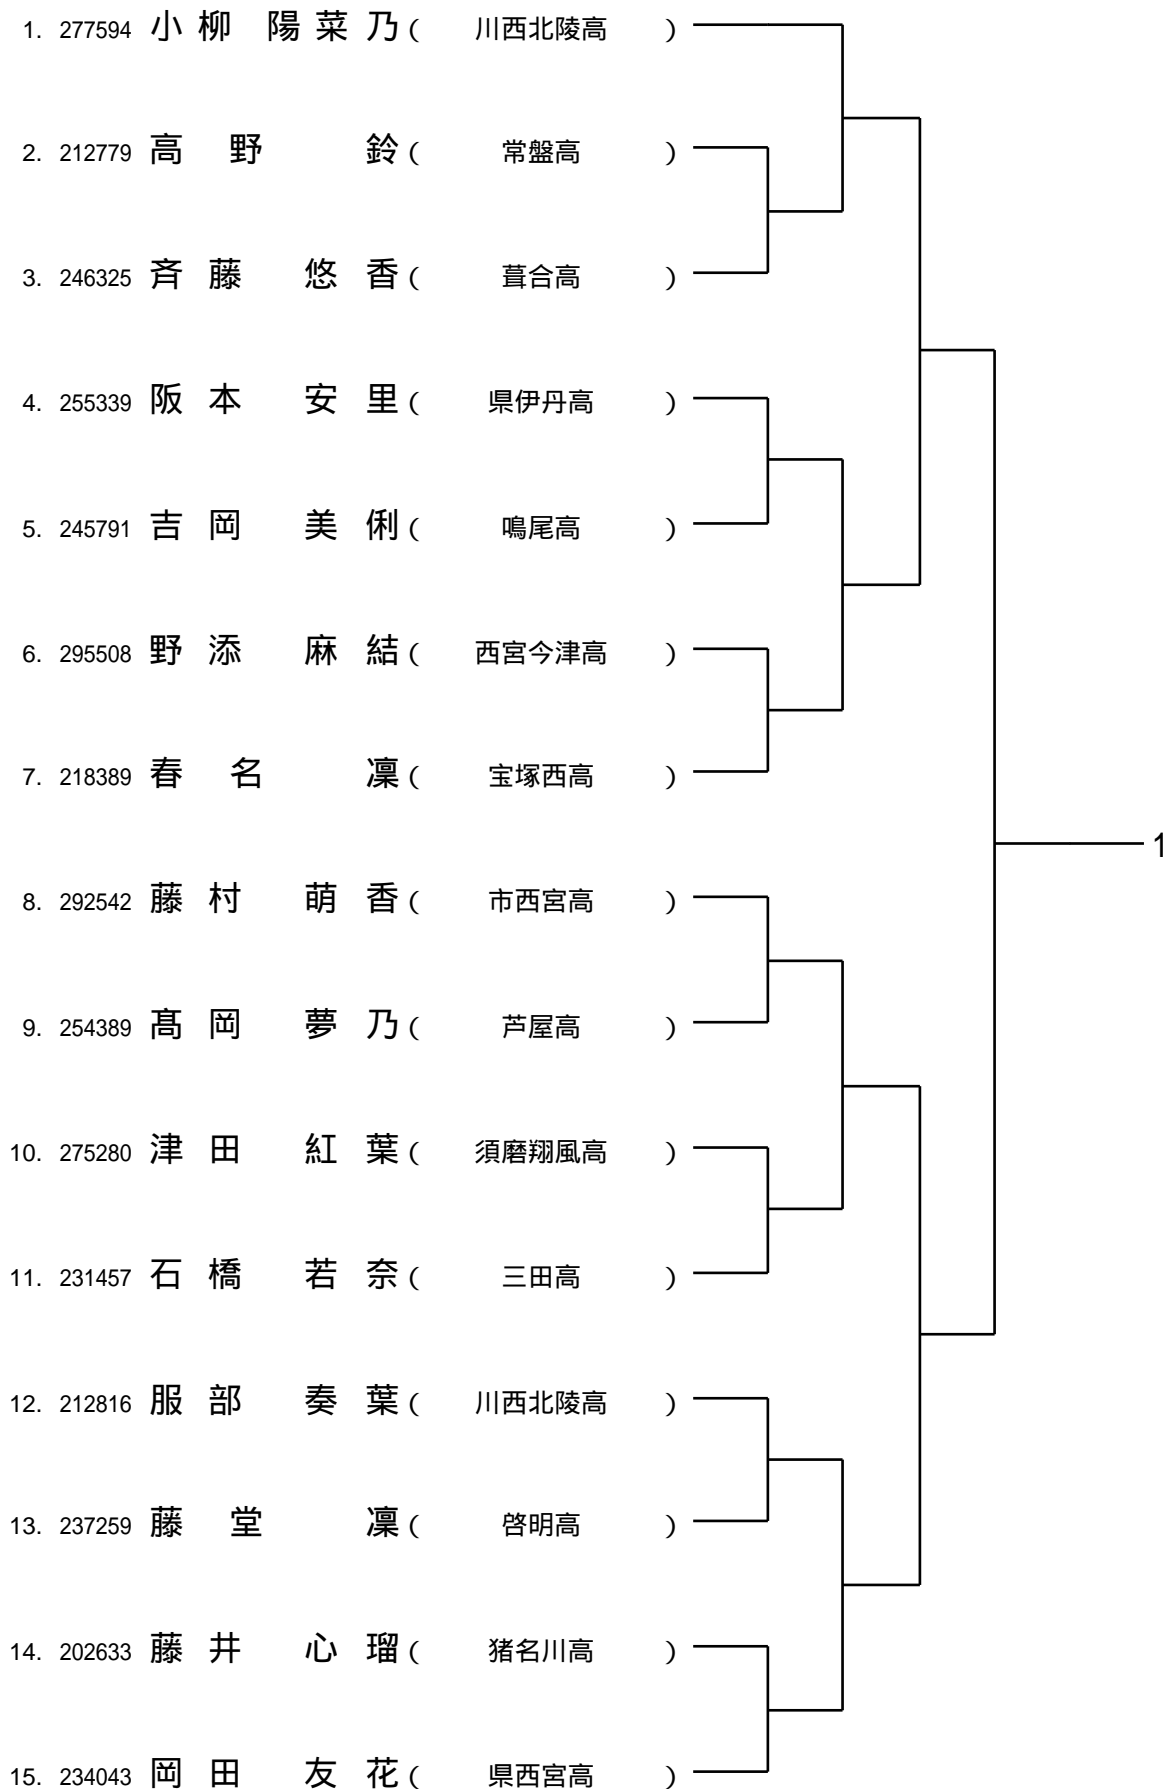 1. 277594 小柳 陽菜乃 ( 川西北陵高 )
2. 212779 高野 鈴 ( 常盤高 )
3. 246325 斉藤 悠香 ( 葺合高 )
4. 255339 阪本 安里 ( 県伊丹高 )
5. 245791 吉岡 美俐 ( 鳴尾高 )
6. 295508 野添 麻結 ( 西宮今津高 )
7. 218389 春名 凜 ( 宝塚西高 )
1
8. 292542 藤村 萌香 ( 市西宮高 )
9. 254389 髙岡 夢乃 ( 芦屋高 )
10. 275280 津田 紅葉 ( 須磨翔風高 )
11. 231457 石橋 若奈 ( 三田高 )
12. 212816 服部 奏葉 ( 川西北陵高 )
13. 237259 藤堂 凜 ( 啓明高 )
14. 202633 藤井 心瑠 ( 猪名川高 )
15. 234043 岡田 友花 ( 県西宮高 )